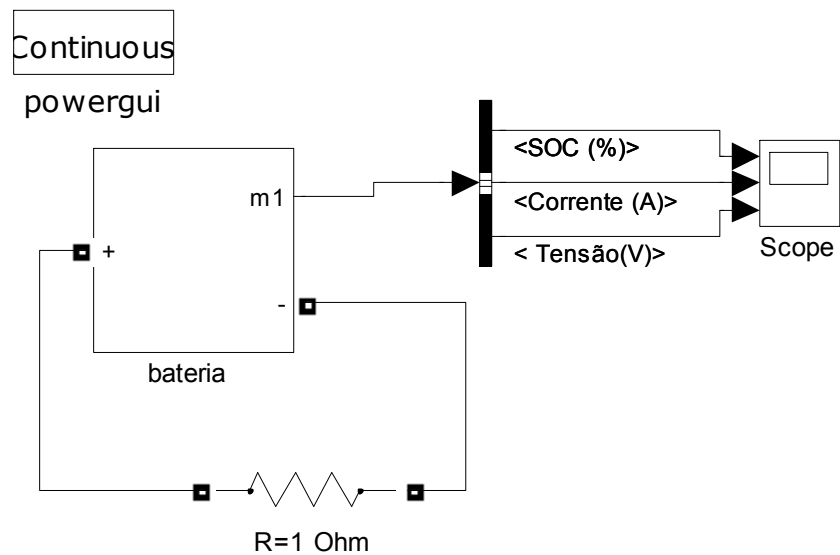 Continuous
powergui
m1
+
-
bateria
<SOC (%)>
<Corrente (A)>
< Tensão(V)>
Scope
R=1 Ohm